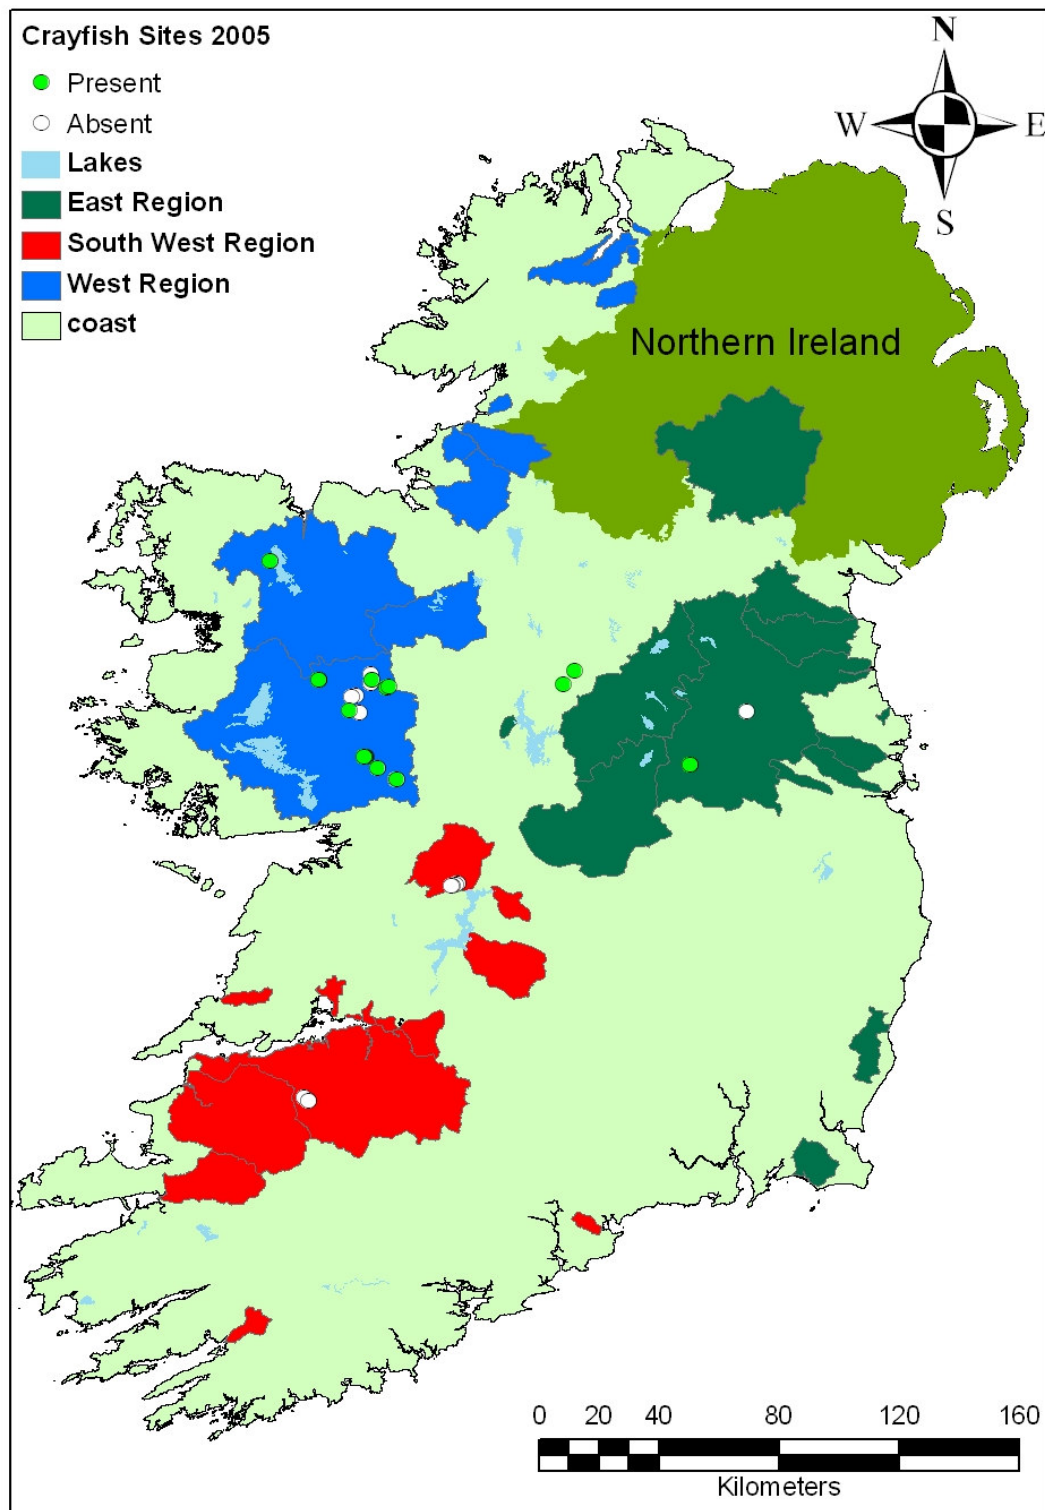 Crayfish Sites 2005
Present
Absent
Lakes
East Region
South West Region
West Region
coast
N
W
E
S
Northern Ireland
0 20 40 80 120 160
Kilometers